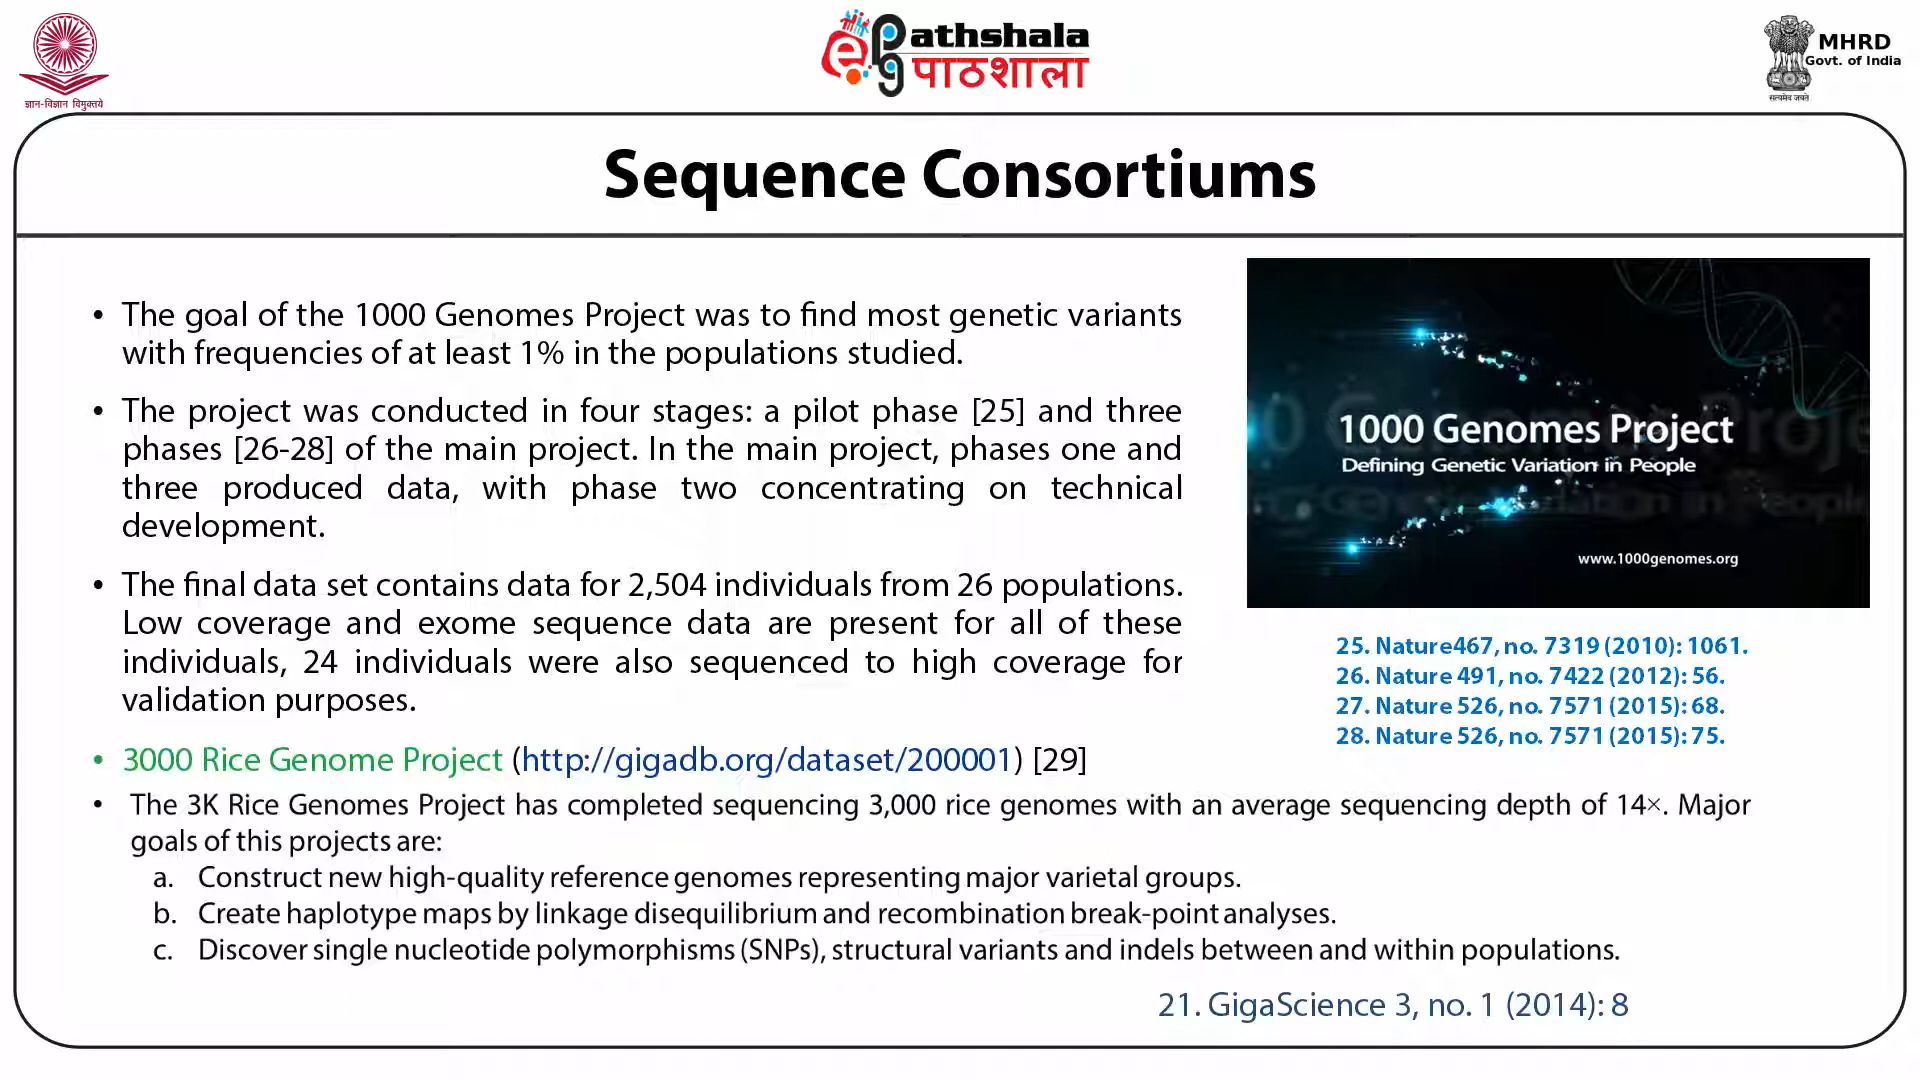 ज्ञान-विज्ञान विमुक्तये
ePathshala
पाठशाला
MHRD
Govt. of India
सत्यमेव जयते
Sequence Consortiums
• The goal of the 1000 Genomes Project was to find most genetic variants
with frequencies of at least 1% in the populations studied.
• The project was conducted in four stages: a pilot phase [25] and three
phases [26-28] of the main project. In the main project, phases one and
three produced data, with phase two concentrating on technical
development.
• The final data set contains data for 2,504 individuals from 26 populations.
Low coverage and exome sequence data are present for all of these
individuals, 24 individuals were also sequenced to high coverage for
validation purposes.
1000 Genomes Project
Defining Genetic Variation in People
www.1000genomes.org
25. Nature467, no. 7319 (2010): 1061.
26. Nature 491, no. 7422 (2012): 56.
27. Nature 526, no. 7571 (2015): 68.
28. Nature 526, no. 7571 (2015): 75.
• 3000 Rice Genome Project (http://gigadb.org/dataset/200001) [29]
• The 3K Rice Genomes Project has completed sequencing 3,000 rice genomes with an average sequencing depth of 14×. Major
goals of this projects are:
a. Construct new high-quality reference genomes representing major varietal groups.
b. Create haplotype maps by linkage disequilibrium and recombination break-point analyses.
c. Discover single nucleotide polymorphisms (SNPs), structural variants and indels between and within populations.
21. GigaScience 3, no. 1 (2014): 8